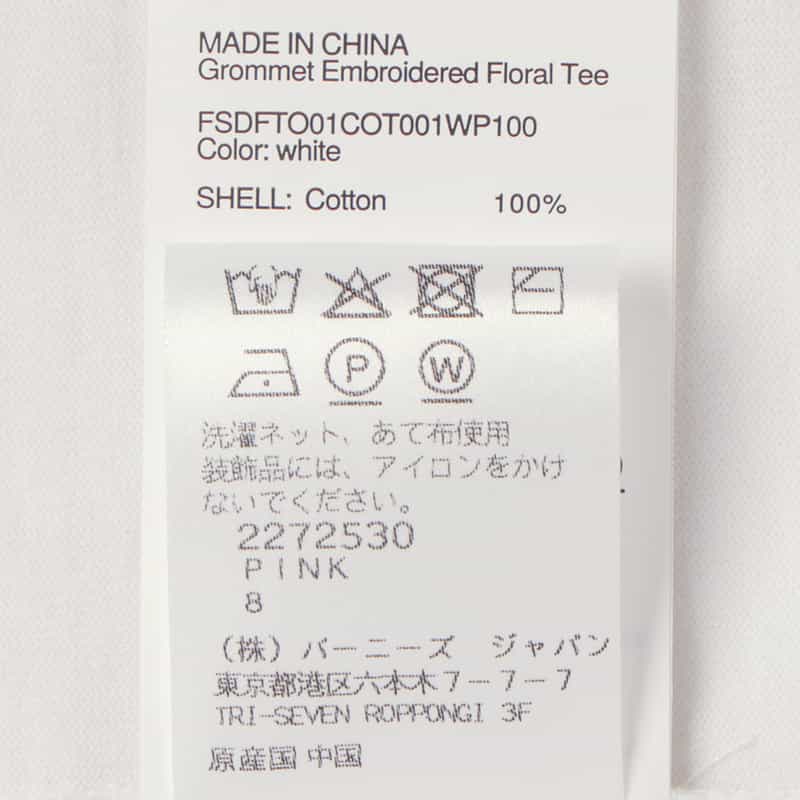 MADE IN CHINA
Grommet Embroidered Floral Tee
FSDFTO01COT001WP100
Color: white
SHELL: Cotton 100%
P W
洗濯ネット、あて布使用
装飾品には、アイロンをかけ
ないでください。
2272530
PINK
8
(株) バーニーズ ジャパン
東京都港区六本木7-7-7
TRI-SEVEN ROPPONGI 3F
原産国 中国